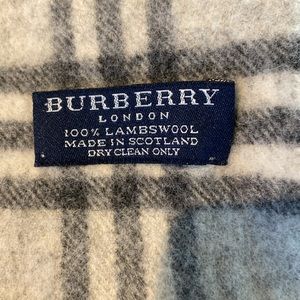 BURBERRY
LONDON
100% LAMBSWOOL
MADE IN SCOTLAND
DRY CLEAN ONLY